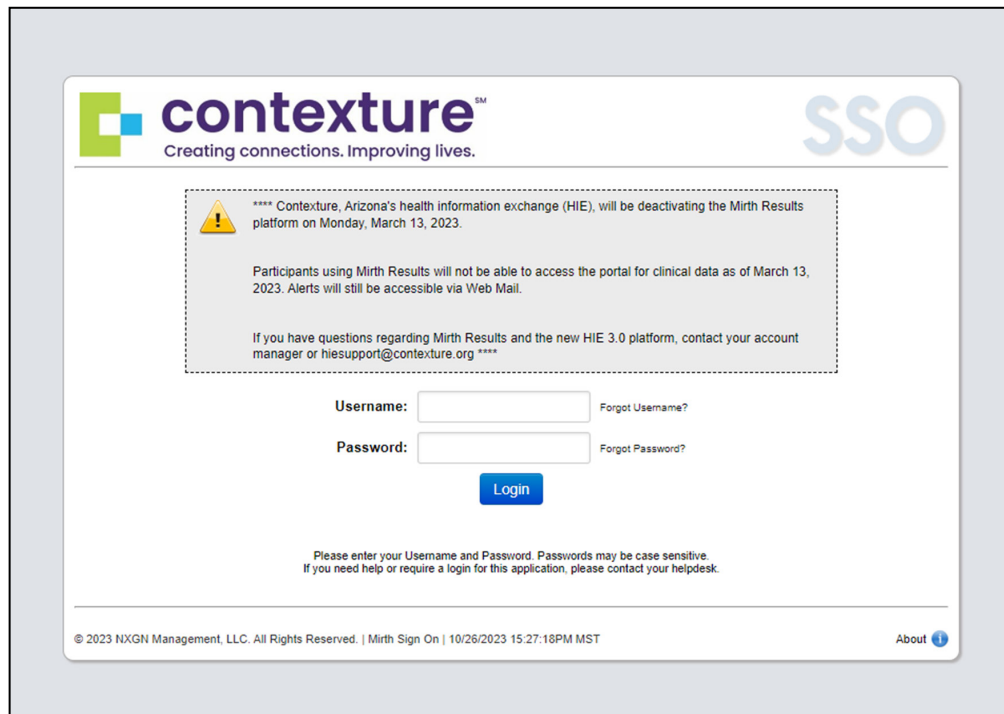 contexture℠
Creating connections. Improving lives.
SSO
**** Contexture, Arizona's health information exchange (HIE), will be deactivating the Mirth Results
platform on Monday, March 13, 2023.
Participants using Mirth Results will not be able to access the portal for clinical data as of March 13,
2023. Alerts will still be accessible via Web Mail.
If you have questions regarding Mirth Results and the new HIE 3.0 platform, contact your account
manager or hiesupport@contexture.org ****
Username: Forgot Username?
Password: Forgot Password?
Login
Please enter your Username and Password. Passwords may be case sensitive.
If you need help or require a login for this application, please contact your helpdesk.
© 2023 NXGN Management, LLC. All Rights Reserved. | Mirth Sign On | 10/26/2023 15:27:18PM MST About